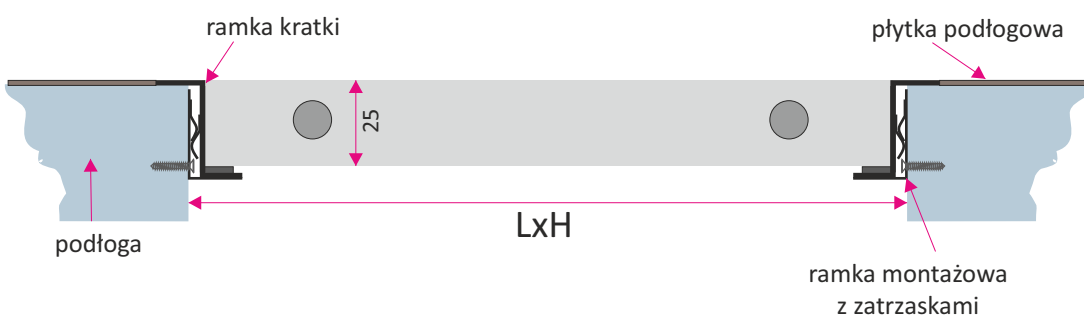 ramka kratki
płytka podłogowa
25
LxH
podłoga
ramka montażowa
z zatrzaskami